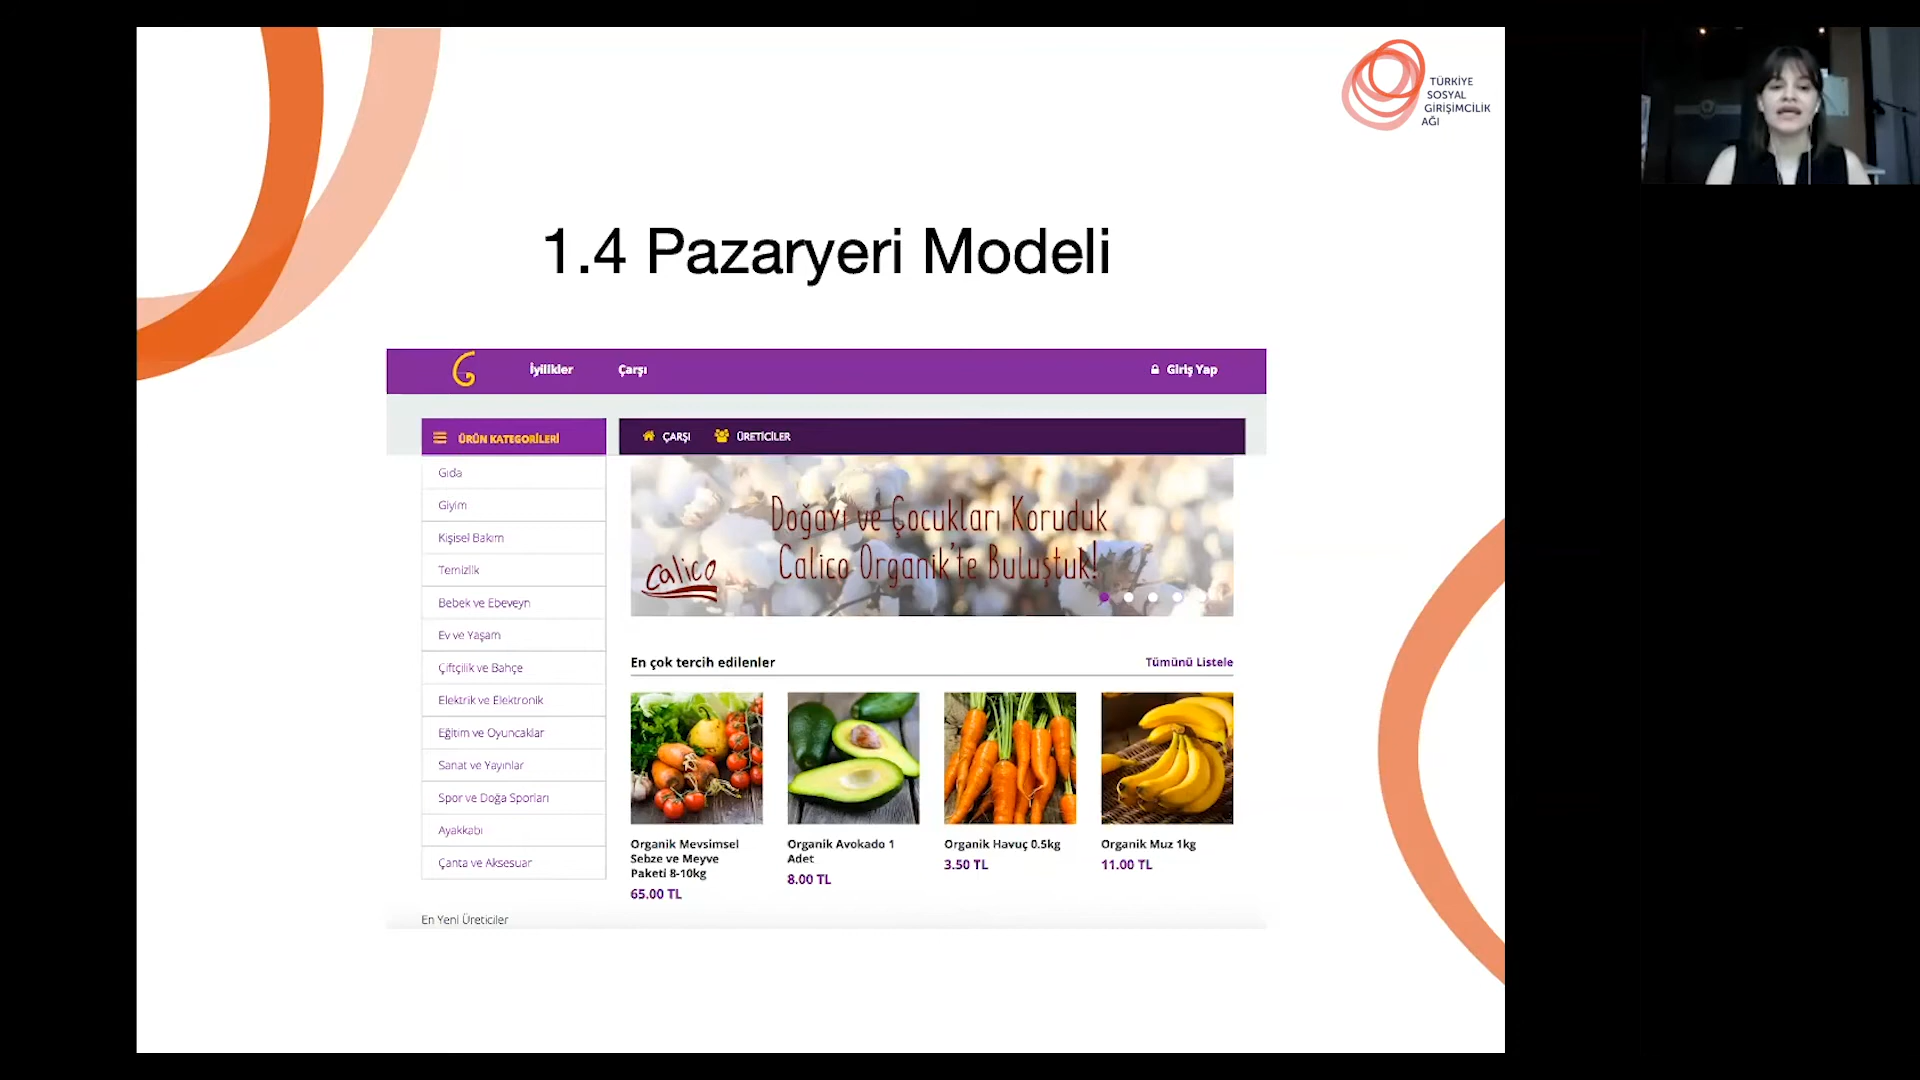 TÜRKİYE
SOSYAL
GİRİŞİMCİLİK
AĞI
1.4 Pazaryeri Modeli
İyilikler
Çarşı
Giriş Yap
ÜRÜN KATEGORİLERİ
ÇARŞI
ÜRETİCİLER
Gıda
Giyim
Kişisel Bakım
Temizlik
Bebek ve Ebeveyn
Ev ve Yaşam
Çiftçilik ve Bahçe
Elektrik ve Elektronik
Eğitim ve Oyuncaklar
Sanat ve Yayınlar
Spor ve Doğa Sporları
Ayakkabı
Çanta ve Aksesuar
Doğayı ve Çocukları Koruduk
Calico Organik'te Buluştuk!
calico
En çok tercih edilenler
Tümünü Listele
Organik Mevsimsel
Sebze ve Meyve
Paketi 8-10kg
65.00 TL
Organik Avokado 1
Adet
8.00 TL
Organik Havuç 0.5kg
3.50 TL
Organik Muz 1kg
11.00 TL
En Yeni Üreticiler